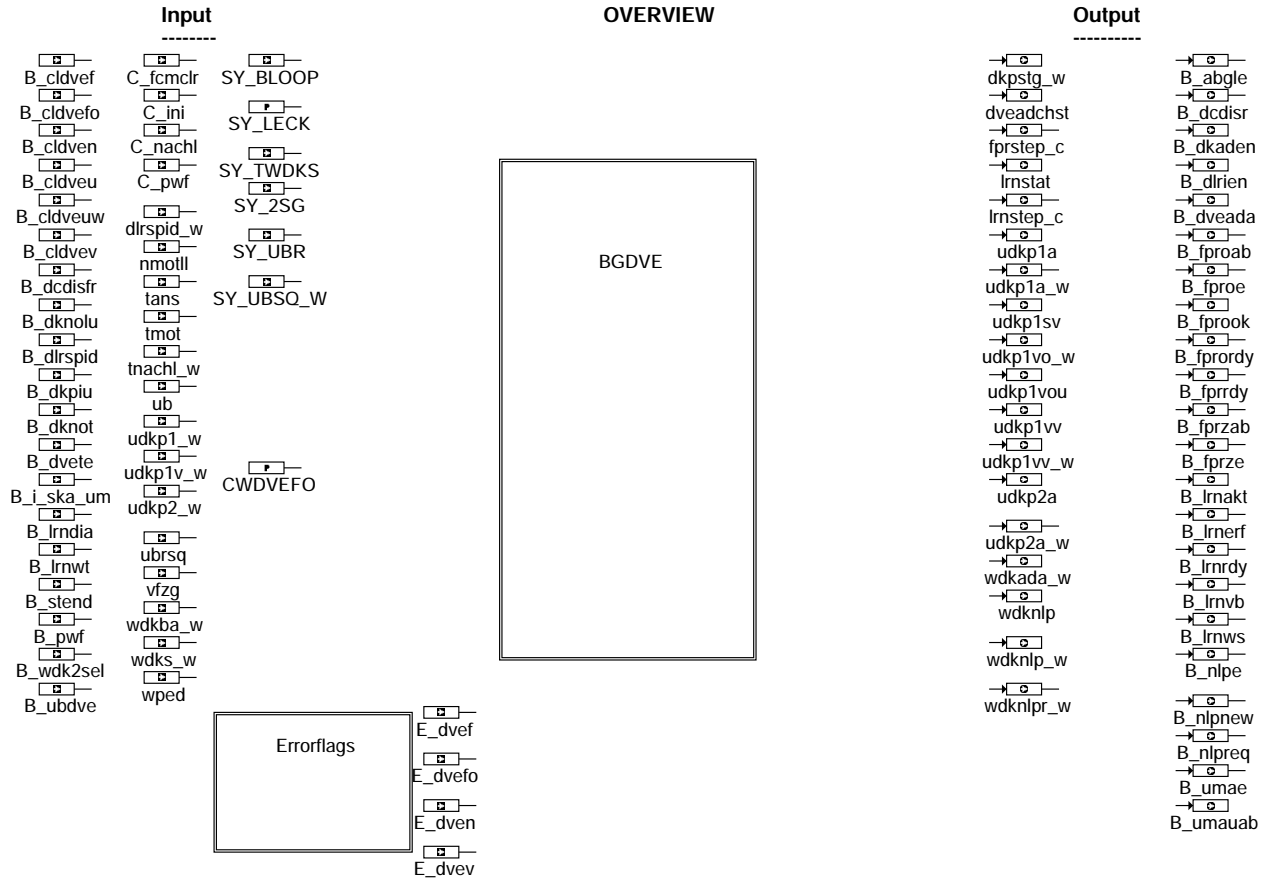 Input
OVERVIEW
Output
--------
----------
B_cldvef
B_cldvefo
B_cldven
B_cldveu
B_cldveuw
B_cldvev
B_dcdisfr
B_dknolu
B_dlrspid
B_dkpiu
B_dknot
B_dvete
B_i_ska_um
B_lrndia
B_lrnwt
B_stend
B_pwf
B_wdk2sel
B_ubdve
C_fcmclr
C_ini
C_nachl
C_pwf
dlrspid_w
nmotll
tans
tmot
tnachl_w
ub
udkp1_w
udkp1v_w
udkp2_w
ubrsq
vfzg
wdkba_w
wdks_w
wped
SY_BLOOP
SY_LECK
SY_TWDKS
SY_2SG
SY_UBR
SY_UBSQ_W
CWDVEFO
BGDVE
Errorflags
E_dvef
E_dvefo
E_dven
E_dvev
dkpstg_w
dveadchst
fprstep_c
lrnstat
lrnstep_c
udkp1a
udkp1a_w
udkp1sv
udkp1vo_w
udkp1vou
udkp1vv
udkp1vv_w
udkp2a
udkp2a_w
wdkada_w
wdknlp
wdknlp_w
wdknlpr_w
B_abgle
B_dcdisr
B_dkaden
B_dlrien
B_dveada
B_fproab
B_fproe
B_fprook
B_fprordy
B_fprrdy
B_fprzab
B_fprze
B_lrnakt
B_lrnerf
B_lrnrdy
B_lrnvb
B_lrnws
B_nlpe
B_nlpnew
B_nlpreq
B_umae
B_umauab